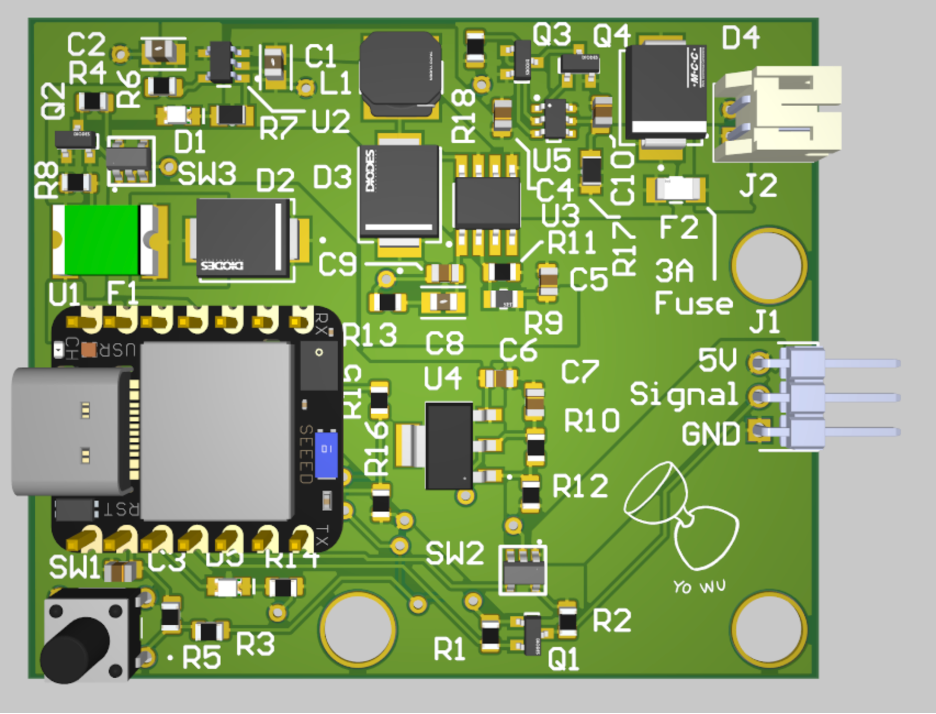 C2
C1
Q3
Q4
D4
R4
R6
L1
M·C·C
Q2
R18
R7
U2
D1
U5
C10
J2
R8
SW3
DIODES
C4
D2
D3
U3
F2
R17
R11
C9
3A
Fuse
C5
DIODES
U1
F1
R9
J1
R13
RX
CH
USR
C8
C6
5V
U4
C7
Signal
R15
R10
GND
R16
SEEED
R12
RST
TX
SW2
SW1
C3
D5
R14
YO WU
R1
R2
R3
R5
Q1